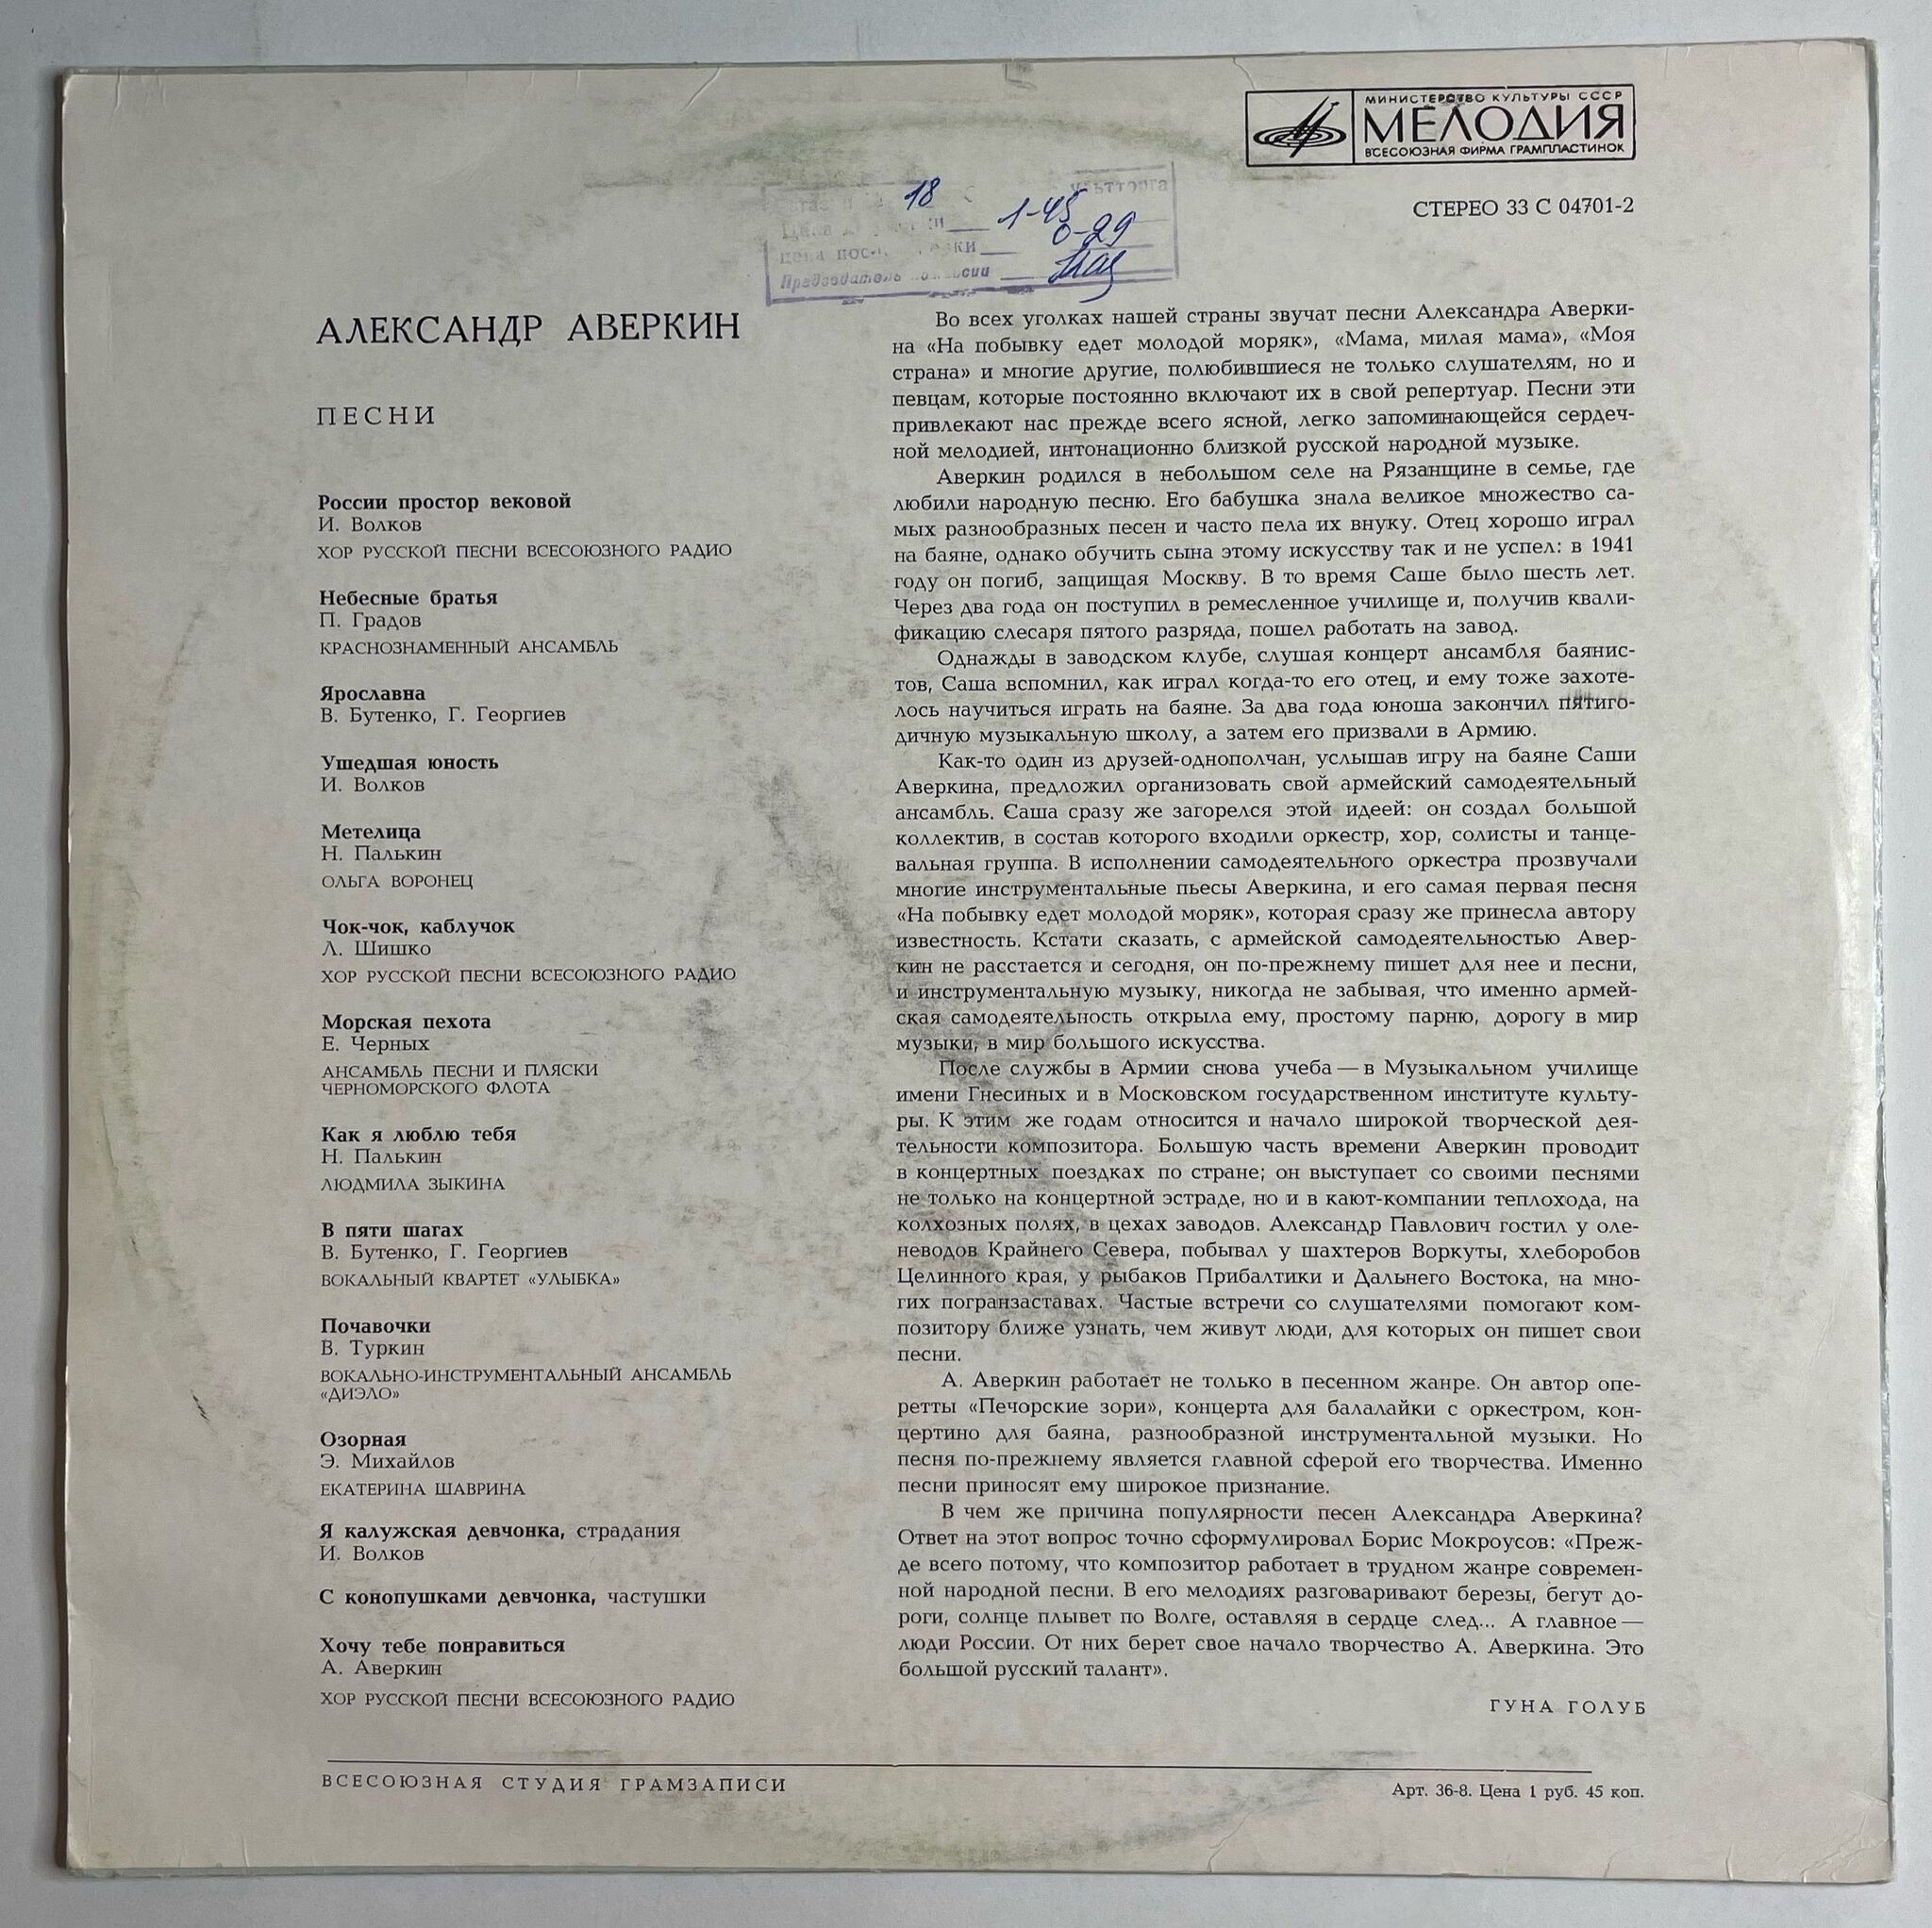 МИНИСТЕРСТВО КУЛЬТУРЫ СССР
МЕЛОДИЯ
ВСЕСОЮЗНАЯ ФИРМА ГРАМПЛАСТИНОК
СТЕРЕО 33 С 04701-2
18
1-45
0-29
Председатель
АЛЕКСАНДР АВЕРКИН
ПЕСНИ
России простор вековой
И. Волков
ХОР РУССКОЙ ПЕСНИ ВСЕСОЮЗНОГО РАДИО
Небесные братья
П. Градов
КРАСНОЗНАМЕННЫЙ АНСАМБЛЬ
Ярославна
В. Бутенко, Г. Георгиев
Ушедшая юность
И. Волков
Метелица
Н. Палькин
ОЛЬГА ВОРОНЕЦ
Чок-чок, каблучок
Л. Шишко
ХОР РУССКОЙ ПЕСНИ ВСЕСОЮЗНОГО РАДИО
Морская пехота
Е. Черных
АНСАМБЛЬ ПЕСНИ И ПЛЯСКИ
ЧЕРНОМОРСКОГО ФЛОТА
Как я люблю тебя
Н. Палькин
ЛЮДМИЛА ЗЫКИНА
В пяти шагах
В. Бутенко, Г. Георгиев
ВОКАЛЬНЫЙ КВАРТЕТ «УЛЫБКА»
Почавочки
В. Туркин
ВОКАЛЬНО-ИНСТРУМЕНТАЛЬНЫЙ АНСАМБЛЬ
«ДИЭЛО»
Озорная
Э. Михайлов
ЕКАТЕРИНА ШАВРИНА
Я калужская девчонка, страдания
И. Волков
С конопушками девчонка, частушки
Хочу тебе понравиться
А. Аверкин
ХОР РУССКОЙ ПЕСНИ ВСЕСОЮЗНОГО РАДИО
Во всех уголках нашей страны звучат песни Александра Аверки-
на «На побывку едет молодой моряк», «Мама, милая мама», «Моя
страна» и многие другие, полюбившиеся не только слушателям, но и
певцам, которые постоянно включают их в свой репертуар. Песни эти
привлекают нас прежде всего ясной, легко запоминающейся сердеч-
ной мелодией, интонационно близкой русской народной музыке.
Аверкин родился в небольшом селе на Рязанщине в семье, где
любили народную песню. Его бабушка знала великое множество са-
мых разнообразных песен и часто пела их внуку. Отец хорошо играл
на баяне, однако обучить сына этому искусству так и не успел: в 1941
году он погиб, защищая Москву. В то время Саше было шесть лет.
Через два года он поступил в ремесленное училище и, получив квали-
фикацию слесаря пятого разряда, пошел работать на завод.
Однажды в заводском клубе, слушая концерт ансамбля баянис-
тов, Саша вспомнил, как играл когда-то его отец, и ему тоже захоте-
лось научиться играть на баяне. За два года юноша закончил пятиго-
дичную музыкальную школу, а затем его призвали в Армию.
Как-то один из друзей-однополчан, услышав игру на баяне Саши
Аверкина, предложил организовать свой армейский самодеятельный
ансамбль. Саша сразу же загорелся этой идеей: он создал большой
коллектив, в состав которого входили оркестр, хор, солисты и танце-
вальная группа. В исполнении самодеятельного оркестра прозвучали
многие инструментальные пьесы Аверкина, и его самая первая песня
«На побывку едет молодой моряк», которая сразу же принесла автору
известность. Кстати сказать, с армейской самодеятельностью Авер-
кин не расстается и сегодня, он по-прежнему пишет для нее и песни,
и инструментальную музыку, никогда не забывая, что именно армей-
ская самодеятельность открыла ему, простому парню, дорогу в мир
музыки, в мир большого искусства.
После службы в Армии снова учеба — в Музыкальном училище
имени Гнесиных и в Московском государственном институте культу-
ры. К этим же годам относится и начало широкой творческой дея-
тельности композитора. Большую часть времени Аверкин проводит
в концертных поездках по стране; он выступает со своими песнями
не только на концертной эстраде, но и в кают-компании теплохода, на
колхозных полях, в цехах заводов. Александр Павлович гостил у оле-
неводов Крайнего Севера, побывал у шахтеров Воркуты, хлеборобов
Целинного края, у рыбаков Прибалтики и Дальнего Востока, на мно-
гих погранзаставах. Частые встречи со слушателями помогают ком-
позитору ближе узнать, чем живут люди, для которых он пишет свои
песни.
А. Аверкин работает не только в песенном жанре. Он автор опе-
ретты «Печорские зори», концерта для балалайки с оркестром, кон-
цертино для баяна, разнообразной инструментальной музыки. Но
песня по-прежнему является главной сферой его творчества. Именно
песни приносят ему широкое признание.
В чем же причина популярности песен Александра Аверкина?
Ответ на этот вопрос точно сформулировал Борис Мокроусов: «Преж-
де всего потому, что композитор работает в трудном жанре современ-
ной народной песни. В его мелодиях разговаривают березы, бегут до-
роги, солнце плывет по Волге, оставляя в сердце след... А главное —
люди России. От них берет свое начало творчество А. Аверкина. Это
большой русский талант».
ГУНА ГОЛУБ
ВСЕСОЮЗНАЯ СТУДИЯ ГРАМЗАПИСИ
Арт. 36-8. Цена 1 руб. 45 коп.